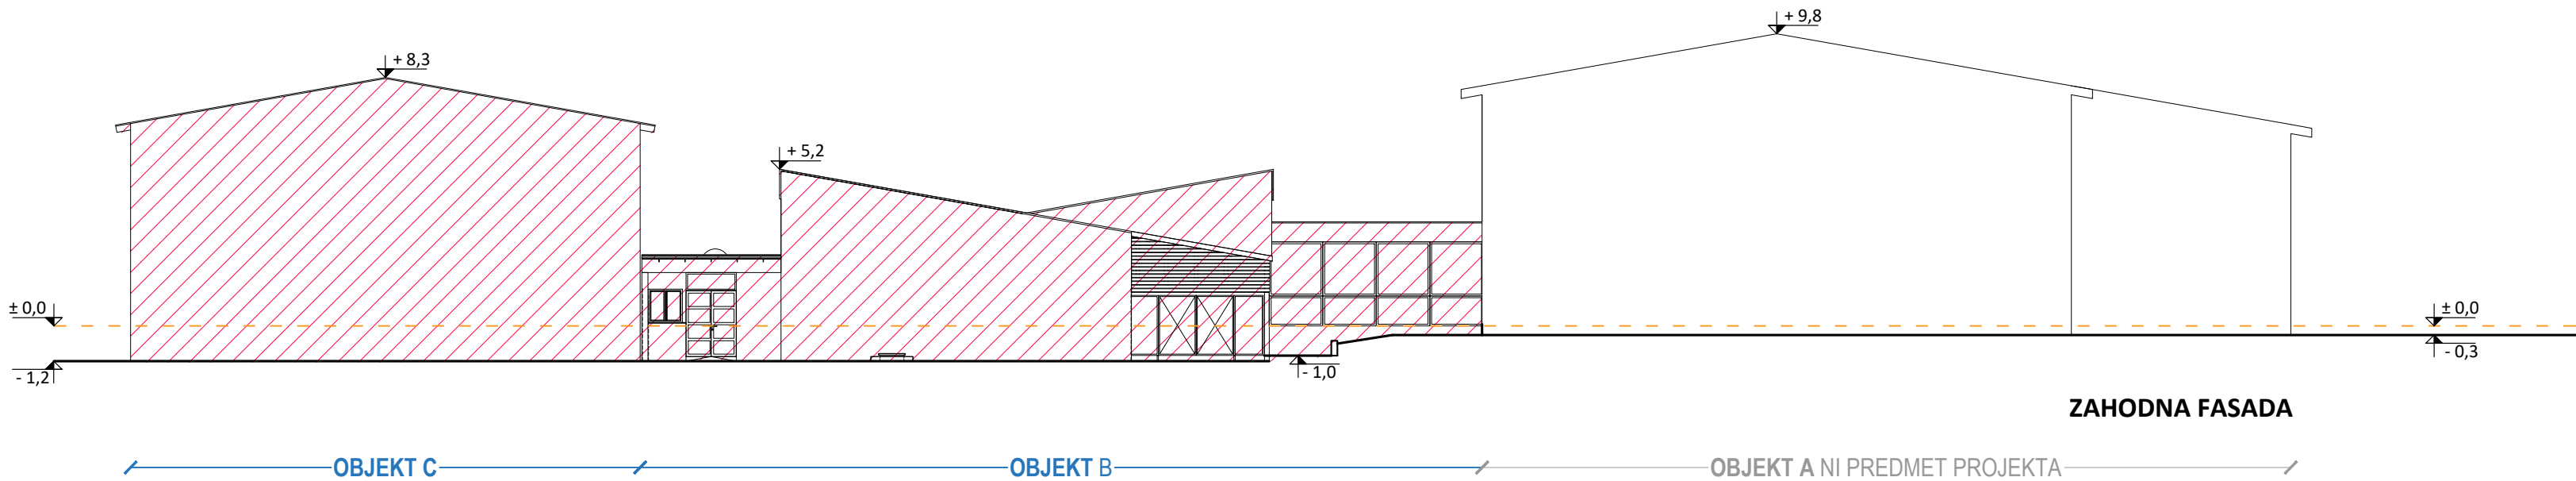 + 9,8
+ 8,3
+ 5,2
± 0,0
± 0,0
- 0,3
- 1,2
- 1,0
ZAHODNA FASADA
OBJEKT C
OBJEKT B
OBJEKT A NI PREDMET PROJEKTA